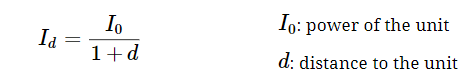 I_d = I_0 / (1 + d)
I_0: power of the unit
d: distance to the unit